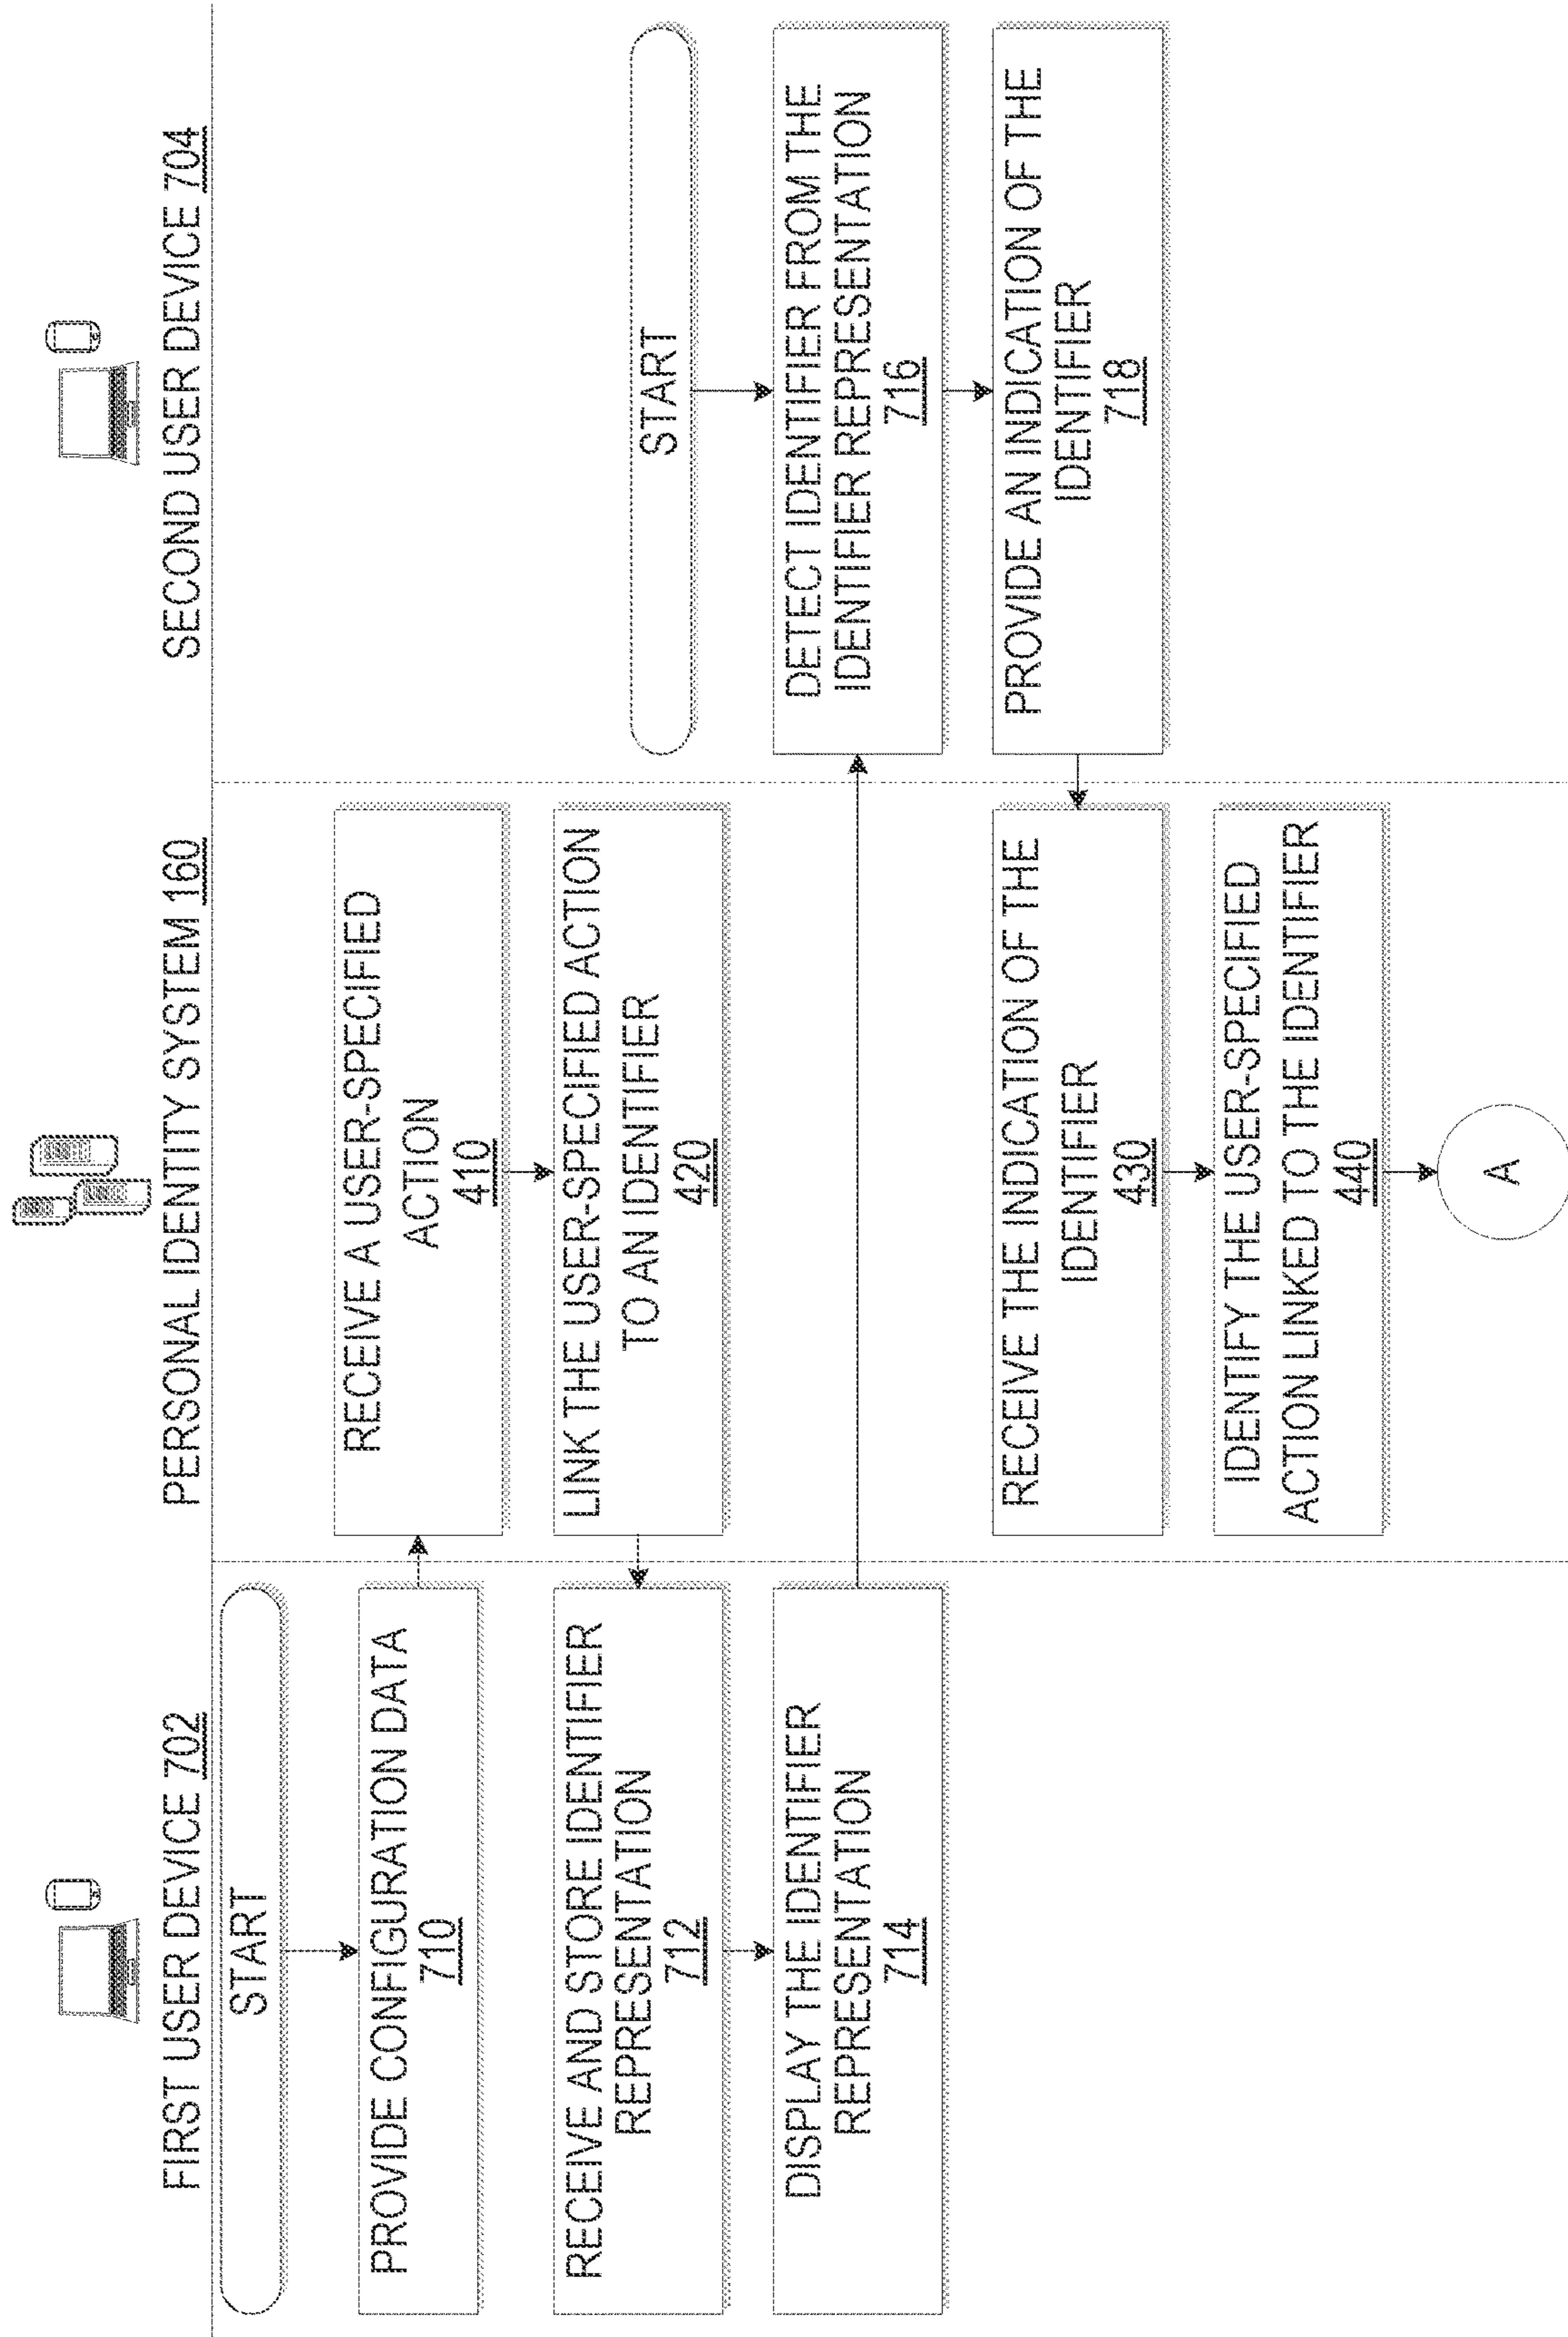 FIRST USER DEVICE 702
PERSONAL IDENTITY SYSTEM 160
SECOND USER DEVICE 704
START
PROVIDE CONFIGURATION DATA
710
RECEIVE A USER-SPECIFIED
ACTION
410
LINK THE USER-SPECIFIED ACTION
TO AN IDENTIFIER
420
RECEIVE AND STORE IDENTIFIER
REPRESENTATION
712
DISPLAY THE IDENTIFIER
REPRESENTATION
714
START
DETECT IDENTIFIER FROM THE
IDENTIFIER REPRESENTATION
716
PROVIDE AN INDICATION OF THE
IDENTIFIER
718
RECEIVE THE INDICATION OF THE
IDENTIFIER
430
IDENTIFY THE USER-SPECIFIED
ACTION LINKED TO THE IDENTIFIER
440
A